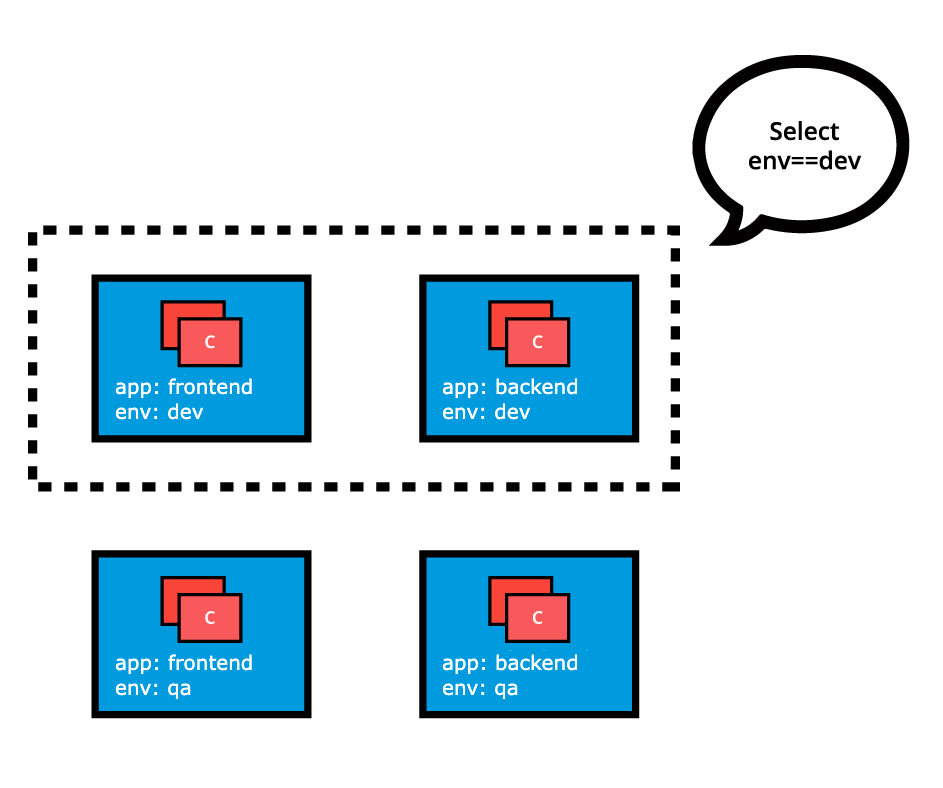 Select
env==dev
C
app: frontend
env: dev
C
app: backend
env: dev
C
app: frontend
env: qa
C
app: backend
env: qa